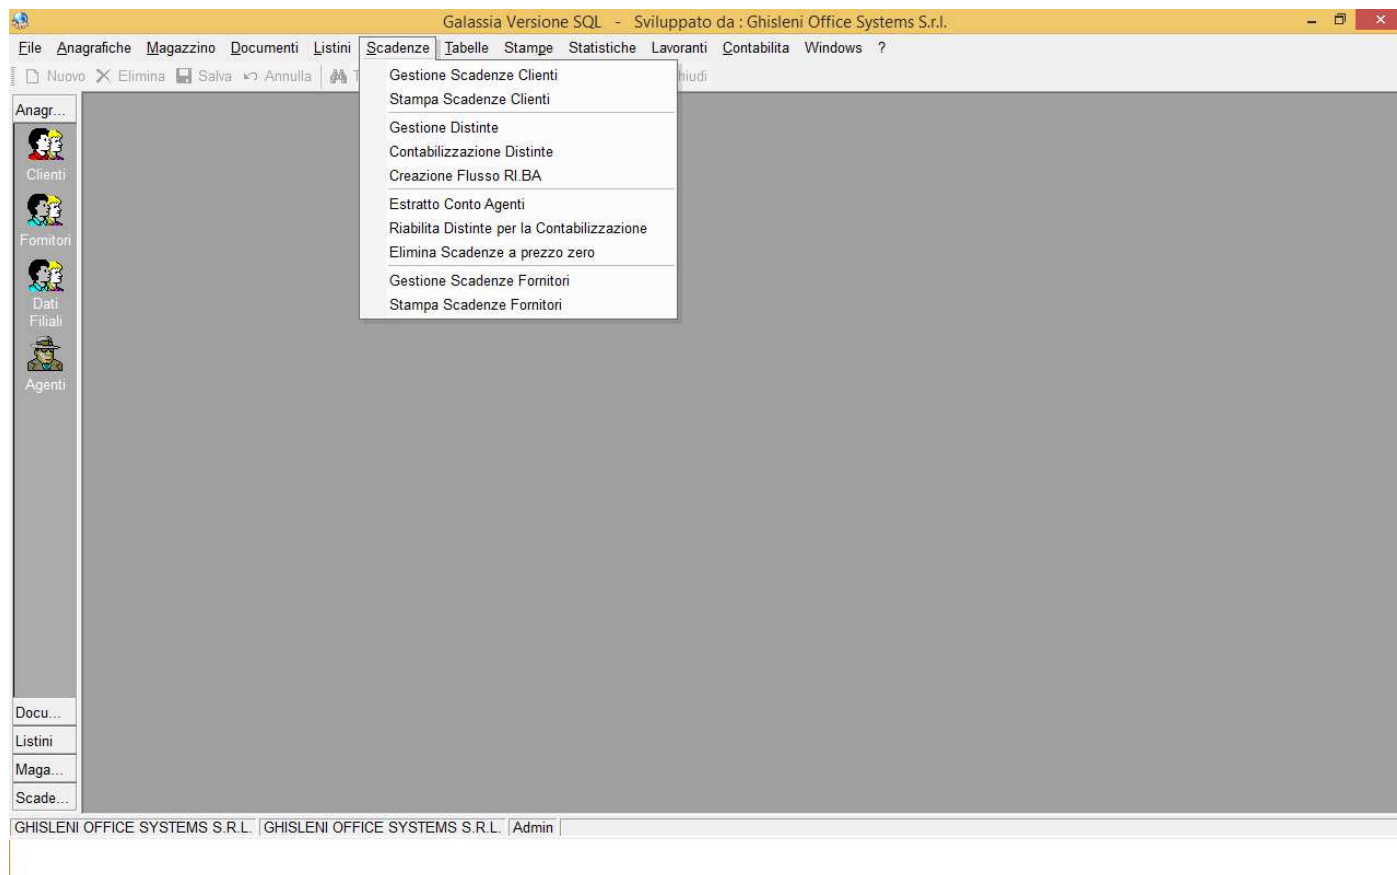 Galassia Versione SQL - Sviluppato da : Ghisleni Office Systems S.r.l.
File Anagrafiche Magazzino Documenti Listini Scadenze Tabelle Stampe Statistiche Lavoranti Contabilita Windows ?
Nuovo Elimina Salva Annulla
Gestione Scadenze Clienti
Stampa Scadenze Clienti
Gestione Distinte
Contabilizzazione Distinte
Creazione Flusso RI.BA
Estratto Conto Agenti
Riabilita Distinte per la Contabilizzazione
Elimina Scadenze a prezzo zero
Gestione Scadenze Fornitori
Stampa Scadenze Fornitori
Anagr...
Clienti
Fornitori
Dati
Filiali
Agenti
Docu...
Listini
Maga...
Scade...
GHISLENI OFFICE SYSTEMS S.R.L. GHISLENI OFFICE SYSTEMS S.R.L. Admin